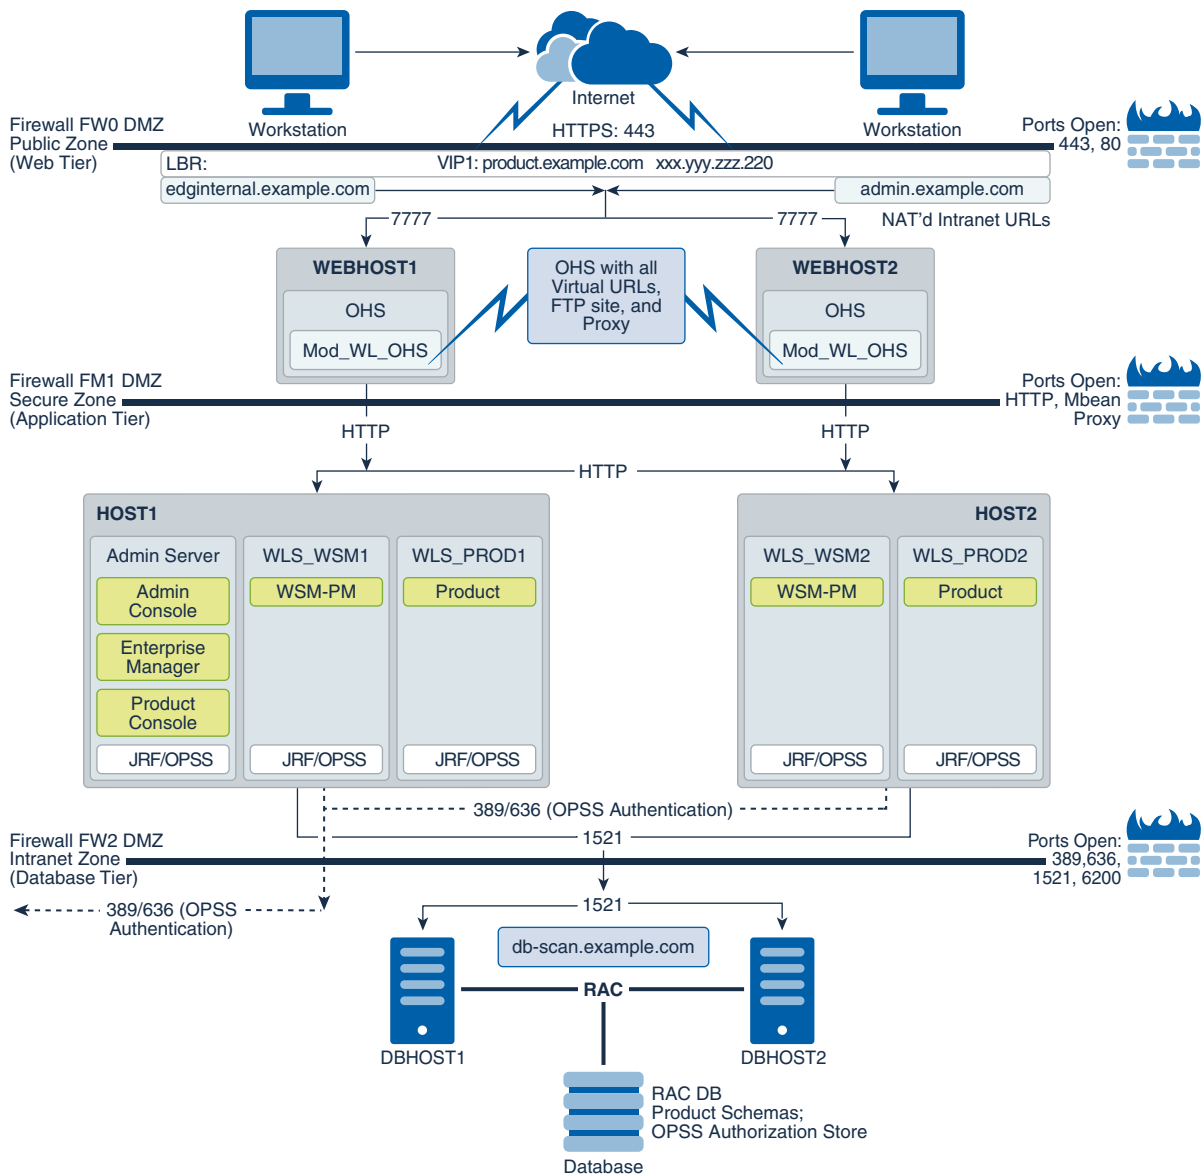 Internet
Workstation
HTTPS: 443
Workstation
Firewall FW0 DMZ
Public Zone
(Web Tier)
Ports Open:
443, 80
LBR:
VIP1: product.example.com xxx.yyy.zzz.220
edginternal.example.com
admin.example.com
7777
7777
NAT'd Intranet URLs
WEBHOST1
OHS
Mod_WL_OHS
OHS with all
Virtual URLs,
FTP site, and
Proxy
WEBHOST2
OHS
Mod_WL_OHS
Firewall FM1 DMZ
Secure Zone
(Application Tier)
Ports Open:
HTTP, Mbean
Proxy
HTTP
HTTP
HTTP
HOST1
Admin Server
Admin
Console
Enterprise
Manager
Product
Console
JRF/OPSS
WLS_WSM1
WSM-PM
JRF/OPSS
WLS_PROD1
Product
JRF/OPSS
HOST2
WLS_WSM2
WSM-PM
JRF/OPSS
WLS_PROD2
Product
JRF/OPSS
389/636 (OPSS Authentication)
1521
Firewall FW2 DMZ
Intranet Zone
(Database Tier)
Ports Open:
389,636,
1521, 6200
389/636 (OPSS
Authentication)
1521
db-scan.example.com
RAC
DBHOST1
DBHOST2
RAC DB
Product Schemas;
OPSS Authorization Store
Database